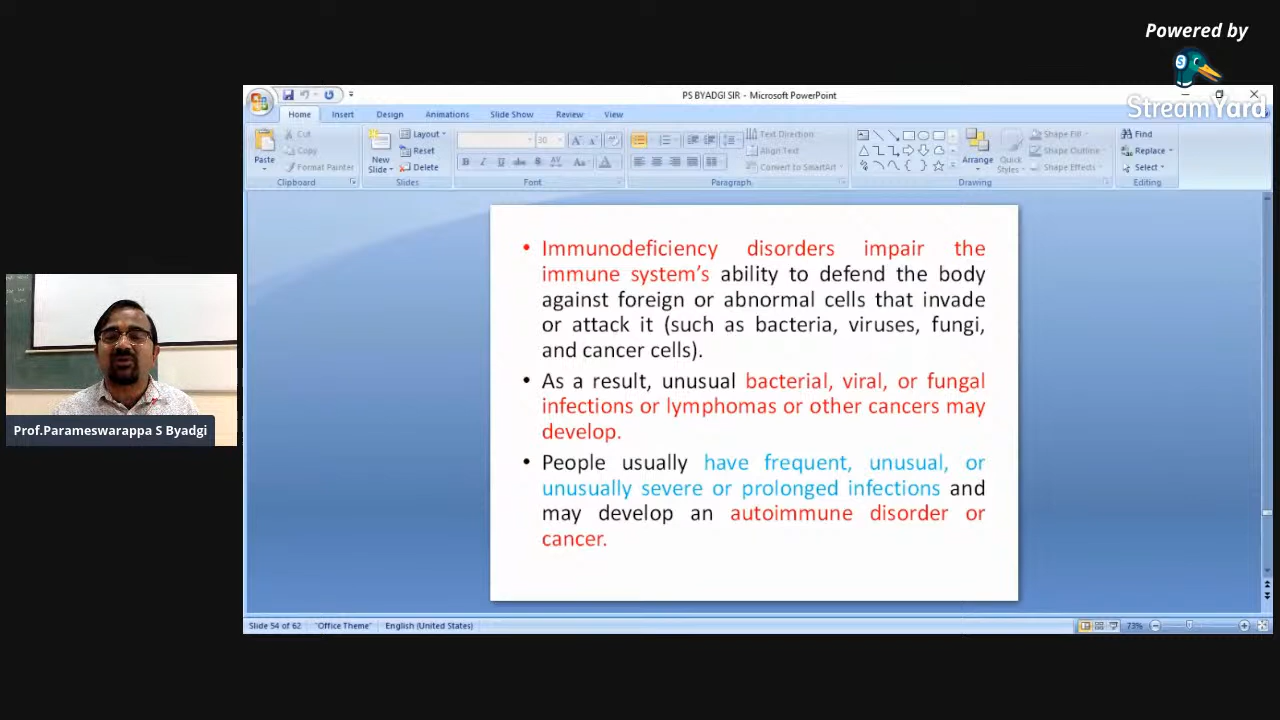 Powered by
StreamYard
PS BYADGI SIR - Microsoft PowerPoint
Home Insert Design Animations Slide Show Review View
Paste
Cut
Copy
Format Painter
Clipboard
New
Slide
Layout
Reset
Delete
Slides
30
Font
Text Direction
Align Text
Convert to SmartArt
Paragraph
Arrange
Quick
Styles
Shape Fill
Shape Outline
Shape Effects
Drawing
Find
Replace
Select
Editing
• Immunodeficiency disorders impair the
immune system’s ability to defend the body
against foreign or abnormal cells that invade
or attack it (such as bacteria, viruses, fungi,
and cancer cells).
• As a result, unusual bacterial, viral, or fungal
infections or lymphomas or other cancers may
develop.
• People usually have frequent, unusual, or
unusually severe or prolonged infections and
may develop an autoimmune disorder or
cancer.
Prof.Parameswarappa S Byadgi
Slide 54 of 62 "Office Theme" English (United States) 73%